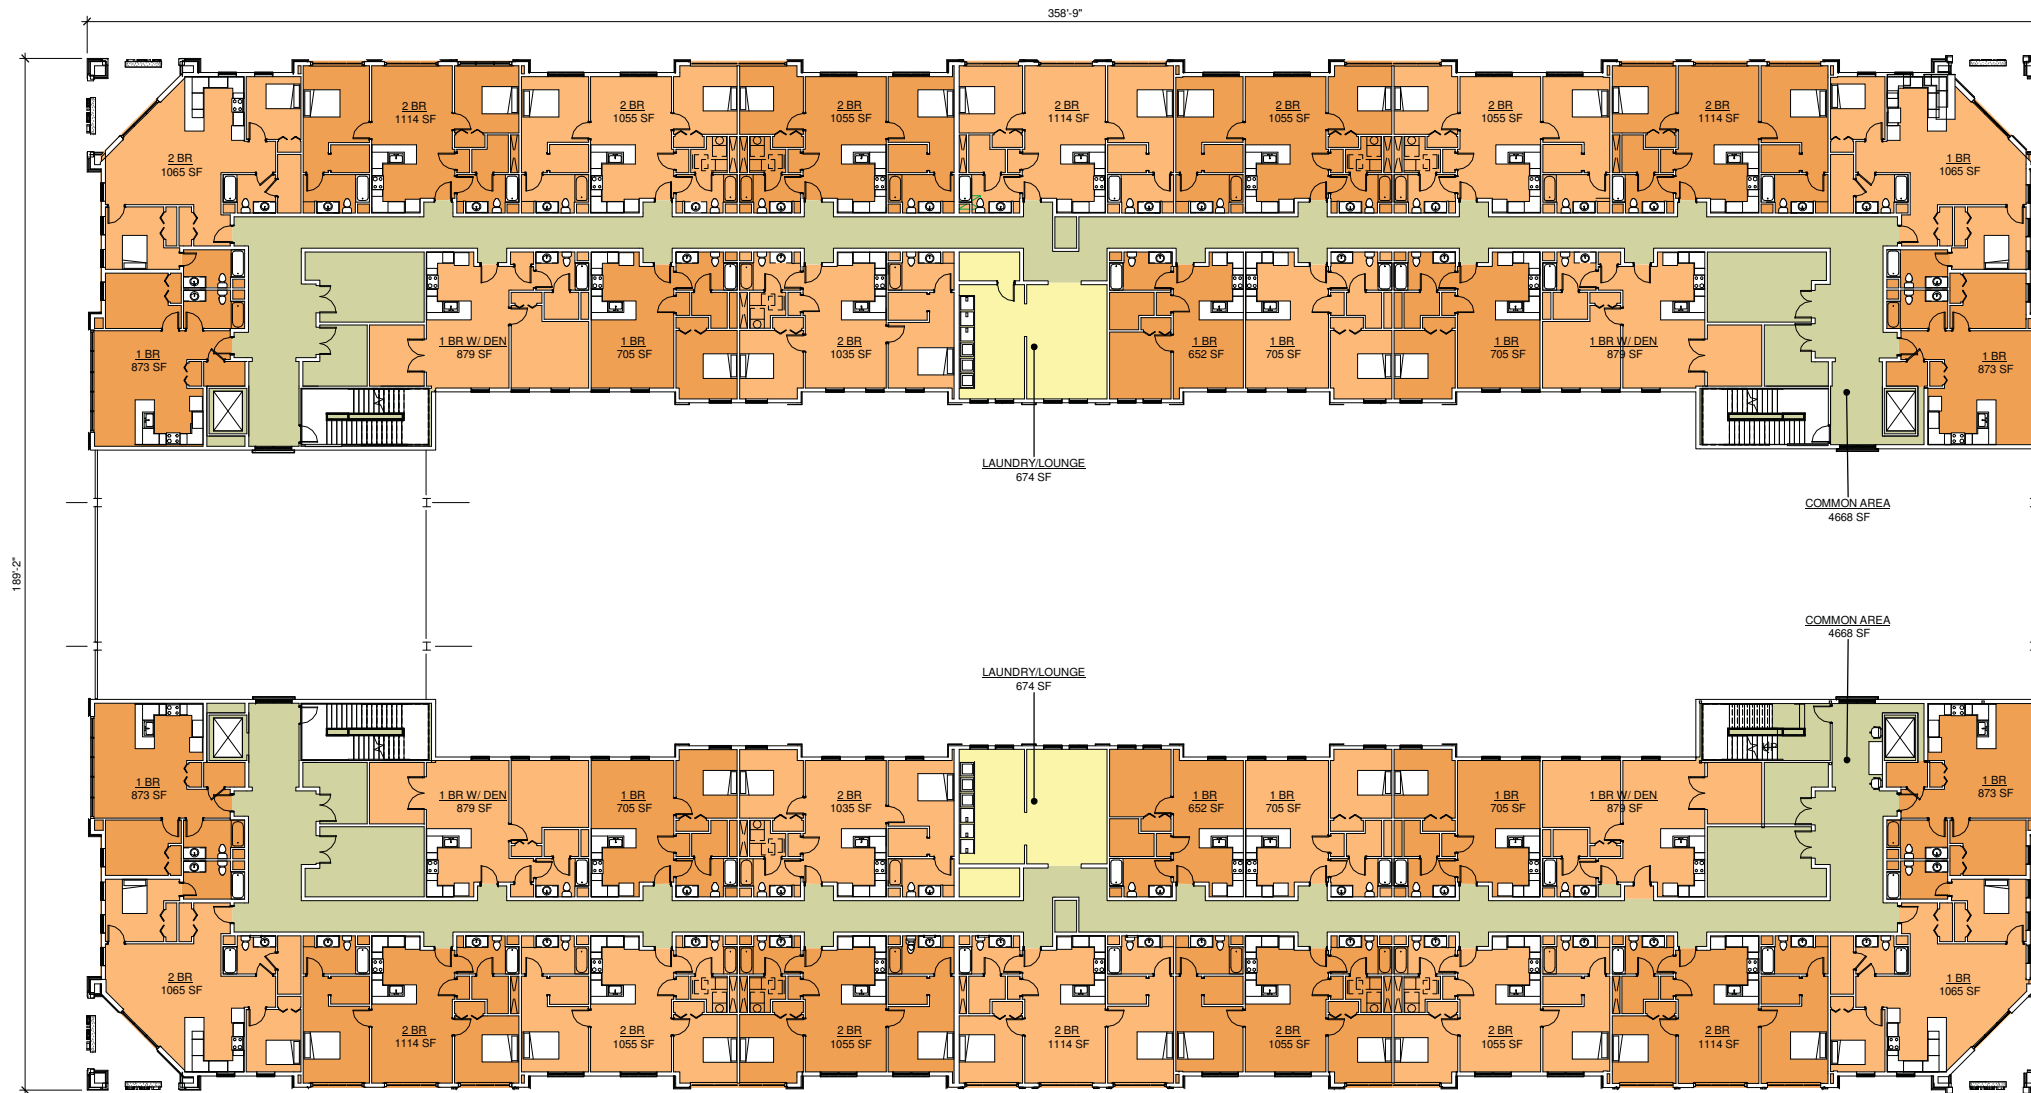 358'-9"
2 BR
1114 SF
2 BR
1055 SF
2 BR
1055 SF
2 BR
1114 SF
2 BR
1055 SF
2 BR
1055 SF
2 BR
1114 SF
2 BR
1065 SF
1 BR
1065 SF
1 BR
873 SF
1 BR W/ DEN
879 SF
1 BR
705 SF
2 BR
1035 SF
1 BR
652 SF
1 BR
705 SF
1 BR
705 SF
1 BR W/ DEN
879 SF
1 BR
873 SF
LAUNDRY/LOUNGE
674 SF
COMMON AREA
4668 SF
189'-2"
COMMON AREA
4668 SF
LAUNDRY/LOUNGE
674 SF
1 BR
873 SF
1 BR W/ DEN
879 SF
1 BR
705 SF
2 BR
1035 SF
1 BR
652 SF
1 BR
705 SF
1 BR
705 SF
1 BR W/ DEN
879 SF
1 BR
873 SF
2 BR
1065 SF
1 BR
1065 SF
2 BR
1114 SF
2 BR
1055 SF
2 BR
1055 SF
2 BR
1114 SF
2 BR
1055 SF
2 BR
1055 SF
2 BR
1114 SF